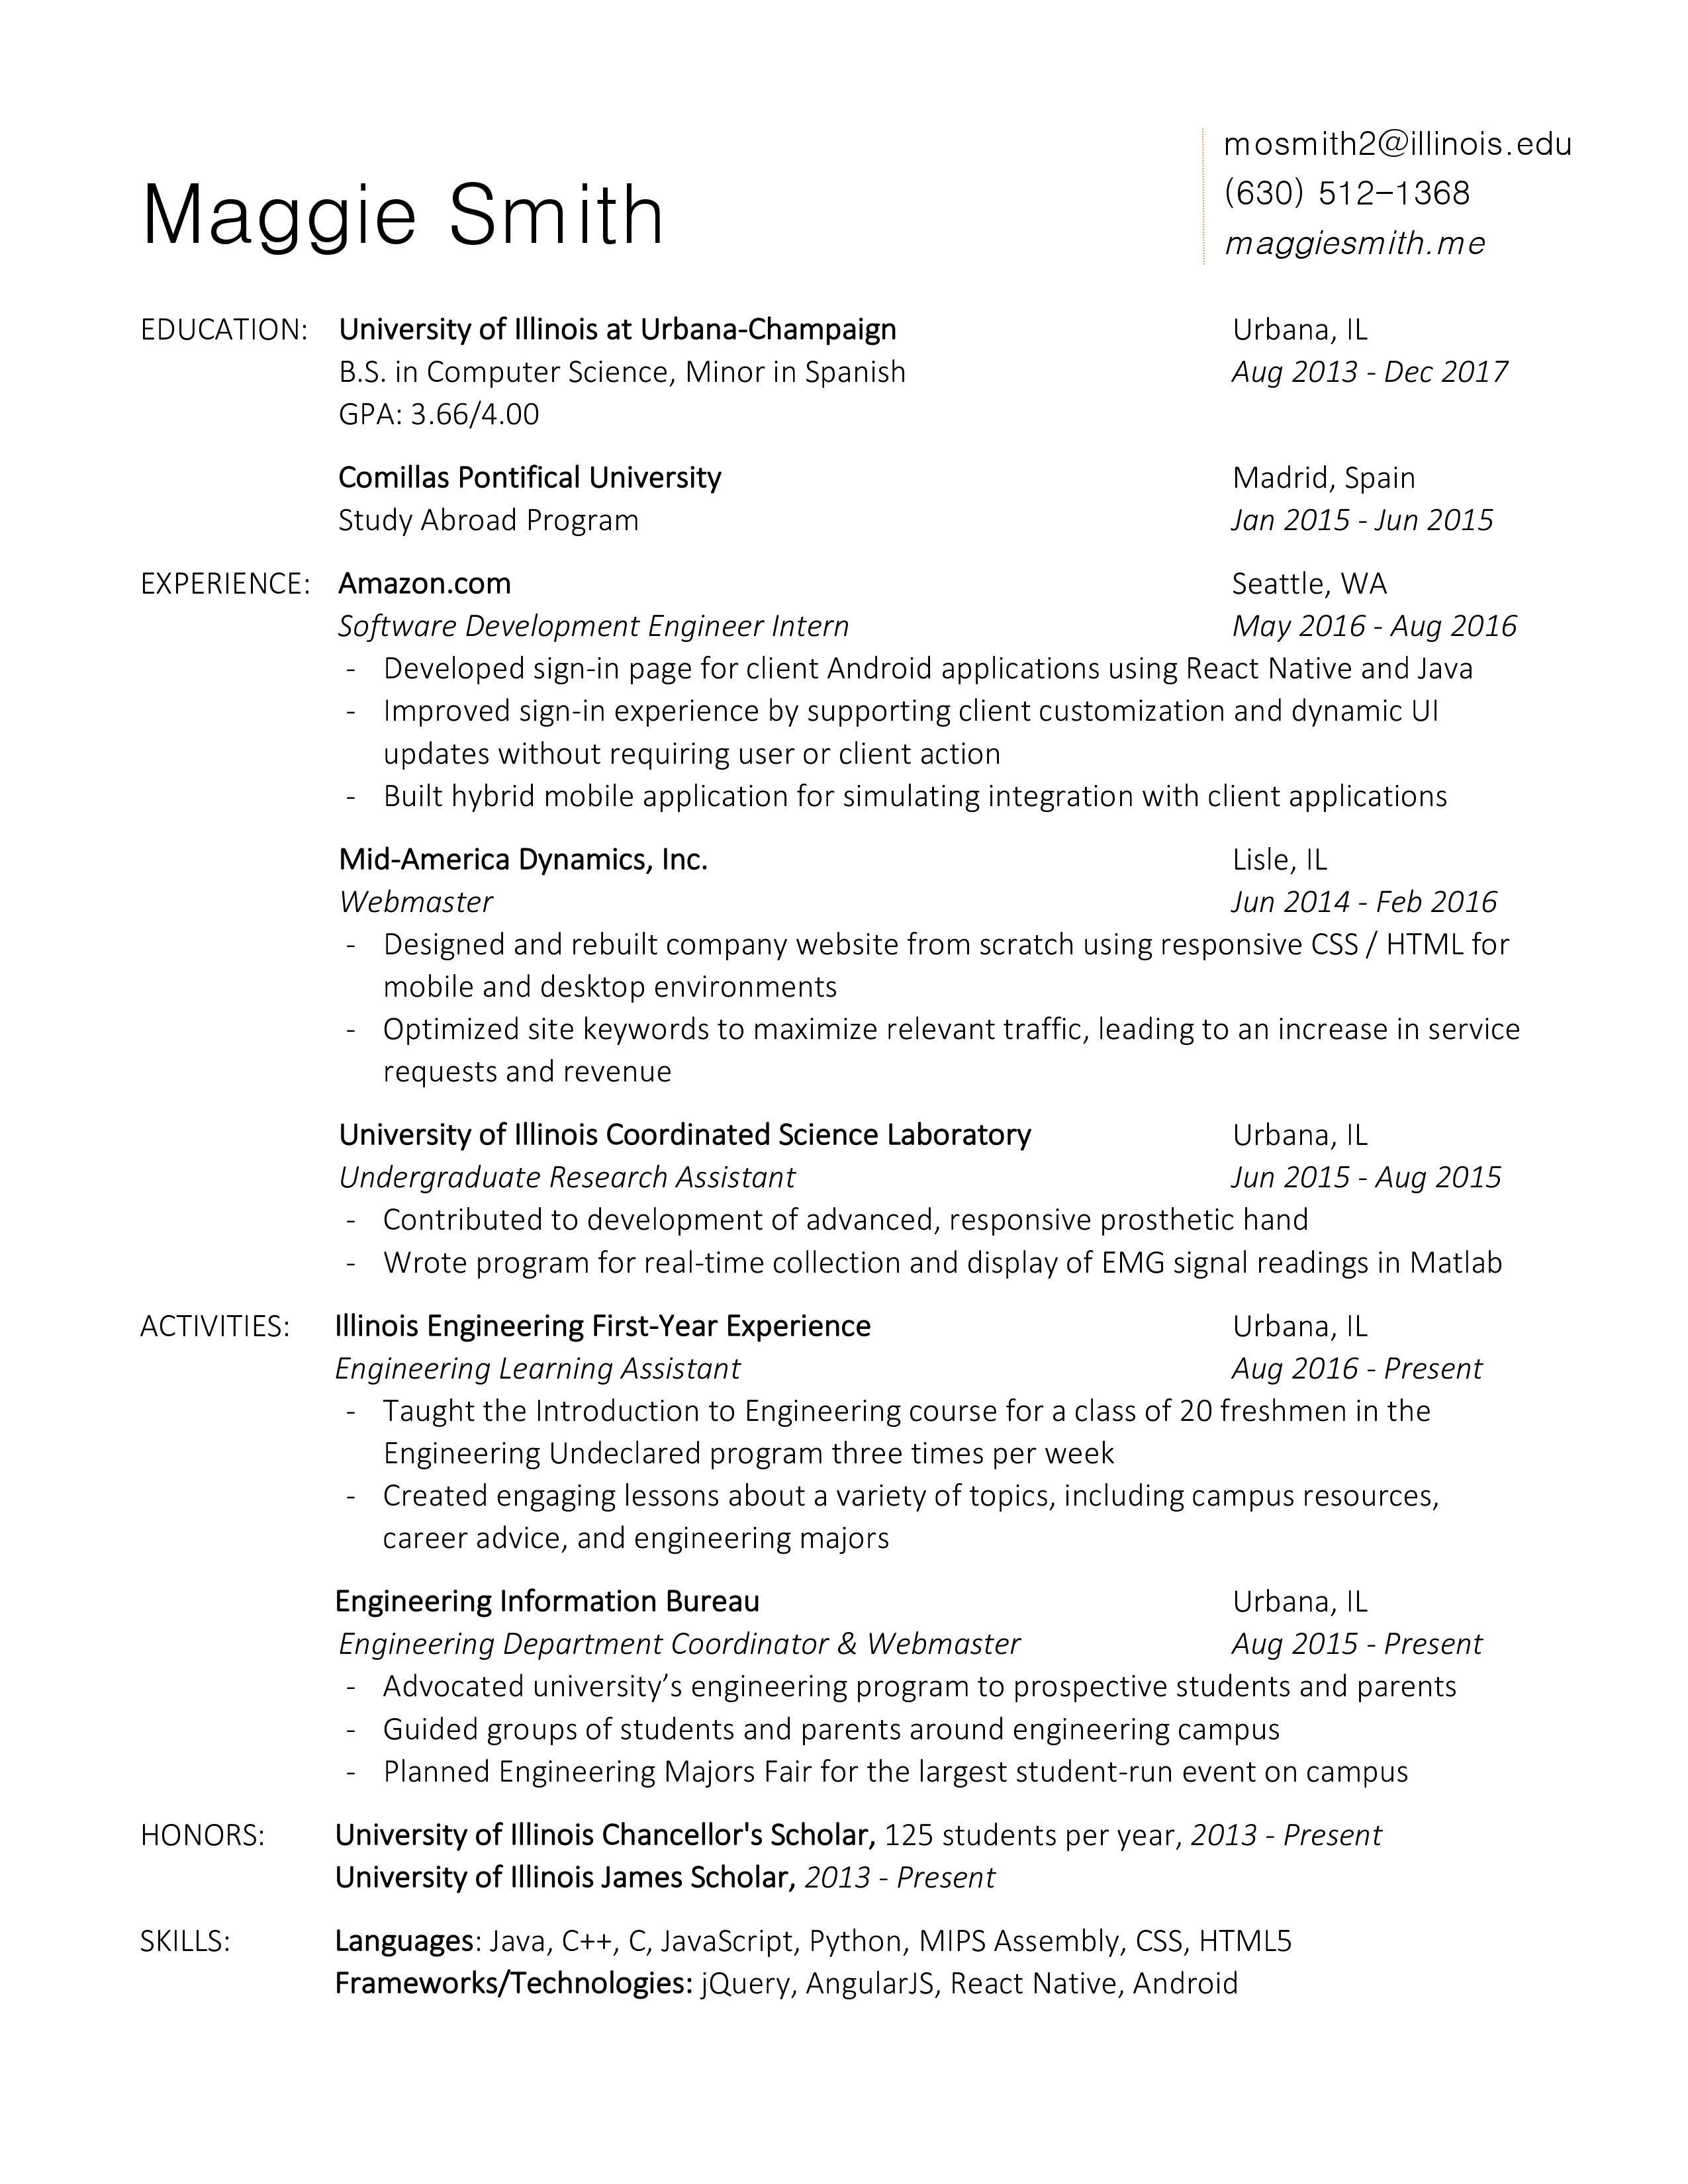 mosmith2@illinois.edu
Maggie Smith (630) 512-1368
maggiesmith.me
EDUCATION: University of Illinois at Urbana-Champaign Urbana, IL
B.S. in Computer Science, Minor in Spanish Aug 2013 - Dec 2017
GPA: 3.66/4.00
Comillas Pontifical University Madrid, Spain
Study Abroad Program Jan 2015 - Jun 2015
EXPERIENCE: Amazon.com Seattle, WA
Software Development Engineer Intern May 2016 - Aug 2016
- Developed sign-in page for client Android applications using React Native and Java
- Improved sign-in experience by supporting client customization and dynamic UI
updates without requiring user or client action
- Built hybrid mobile application for simulating integration with client applications
Mid-America Dynamics, Inc. Lisle, IL
Webmaster Jun 2014 - Feb 2016
- Designed and rebuilt company website from scratch using responsive CSS / HTML for
mobile and desktop environments
- Optimized site keywords to maximize relevant traffic, leading to an increase in service
requests and revenue
University of Illinois Coordinated Science Laboratory Urbana, IL
Undergraduate Research Assistant Jun 2015 - Aug 2015
- Contributed to development of advanced, responsive prosthetic hand
- Wrote program for real-time collection and display of EMG signal readings in Matlab
ACTIVITIES: Illinois Engineering First-Year Experience Urbana, IL
Engineering Learning Assistant Aug 2016 - Present
- Taught the Introduction to Engineering course for a class of 20 freshmen in the
Engineering Undeclared program three times per week
- Created engaging lessons about a variety of topics, including campus resources,
career advice, and engineering majors
Engineering Information Bureau Urbana, IL
Engineering Department Coordinator & Webmaster Aug 2015 - Present
- Advocated university’s engineering program to prospective students and parents
- Guided groups of students and parents around engineering campus
- Planned Engineering Majors Fair for the largest student-run event on campus
HONORS: University of Illinois Chancellor's Scholar, 125 students per year, 2013 - Present
University of Illinois James Scholar, 2013 - Present
SKILLS: Languages: Java, C++, C, JavaScript, Python, MIPS Assembly, CSS, HTML5
Frameworks/Technologies: jQuery, AngularJS, React Native, Android